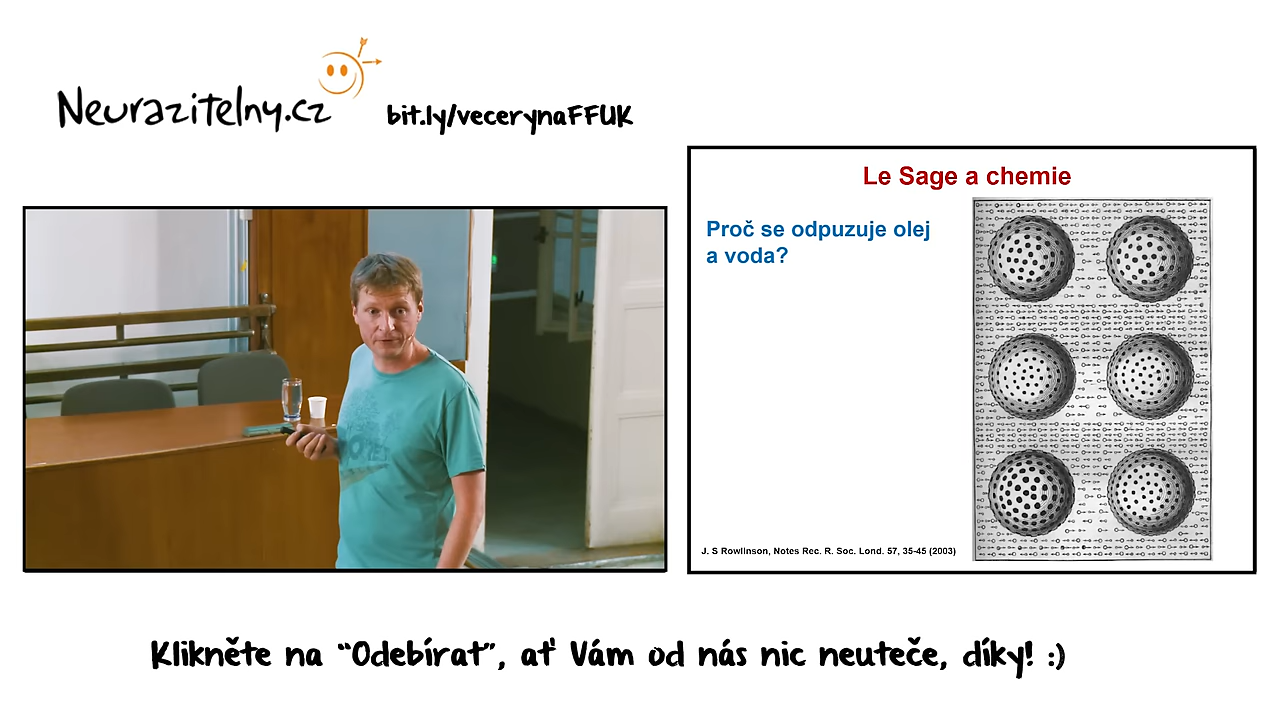 Neurazitelny.cz
bit.ly/vecerynaFFUK
Le Sage a chemie
Proč se odpuzuje olej
a voda?
J. S Rowlinson, Notes Rec. R. Soc. Lond. 57, 35-45 (2003)
Klikněte na “Odebírat”, ať Vám od nás nic neuteče, díky! :)